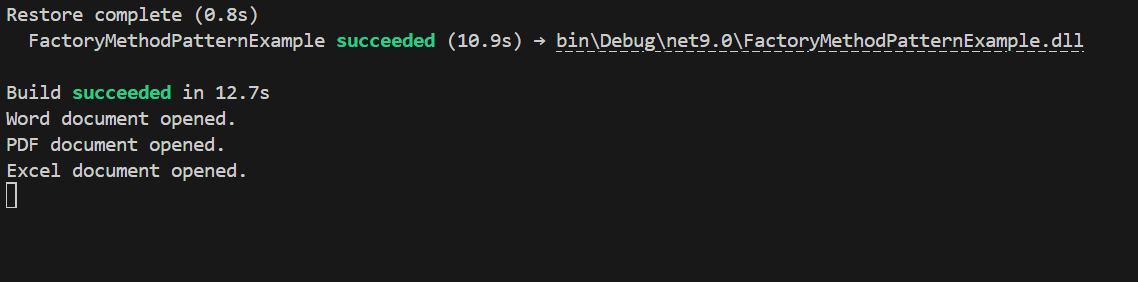 Restore complete (0.8s)
FactoryMethodPatternExample succeeded (10.9s) → bin\Debug\net9.0\FactoryMethodPatternExample.dll
Build succeeded in 12.7s
Word document opened.
PDF document opened.
Excel document opened.